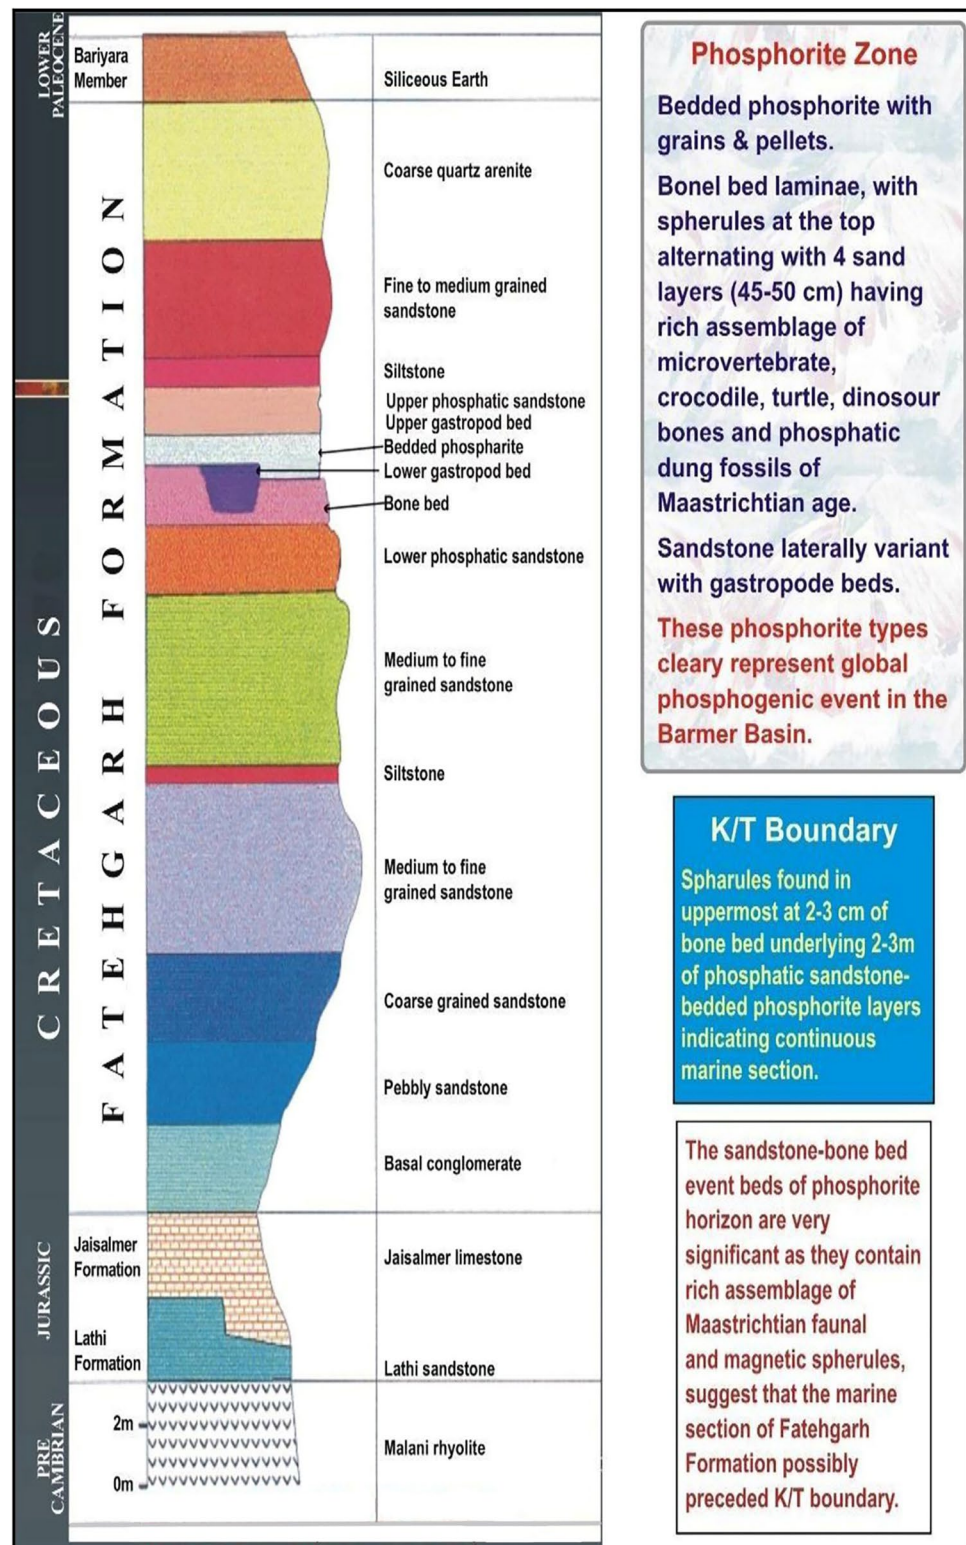 LOWER
PALEOCENE
CRETACEOUS
JURASSIC
PRE
CAMBRIAN
FATEHGARH FORMATION
Bariyara
Member
Jaisalmer
Formation
Lathi
Formation
2m
0m
Siliceous Earth
Coarse quartz arenite
Fine to medium grained
sandstone
Siltstone
Upper phosphatic sandstone
Upper gastropod bed
Bedded phospharite
Lower gastropod bed
Bone bed
Lower phosphatic sandstone
Medium to fine
grained sandstone
Siltstone
Medium to fine
grained sandstone
Coarse grained sandstone
Pebbly sandstone
Basal conglomerate
Jaisalmer limestone
Lathi sandstone
Malani rhyolite
Phosphorite Zone
Bedded phosphorite with
grains & pellets.
Bonel bed laminae, with
spherules at the top
alternating with 4 sand
layers (45-50 cm) having
rich assemblage of
microvertebrate,
crocodile, turtle, dinosour
bones and phosphatic
dung fossils of
Maastrichtian age.
Sandstone laterally variant
with gastropode beds.
These phosphorite types
cleary represent global
phosphogenic event in the
Barmer Basin.
K/T Boundary
Spharules found in
uppermost at 2-3 cm of
bone bed underlying 2-3m
of phosphatic sandstone-
bedded phosphorite layers
indicating continuous
marine section.
The sandstone-bone bed
event beds of phosphorite
horizon are very
significant as they contain
rich assemblage of
Maastrichtian faunal
and magnetic spherules,
suggest that the marine
section of Fatehgarh
Formation possibly
preceded K/T boundary.